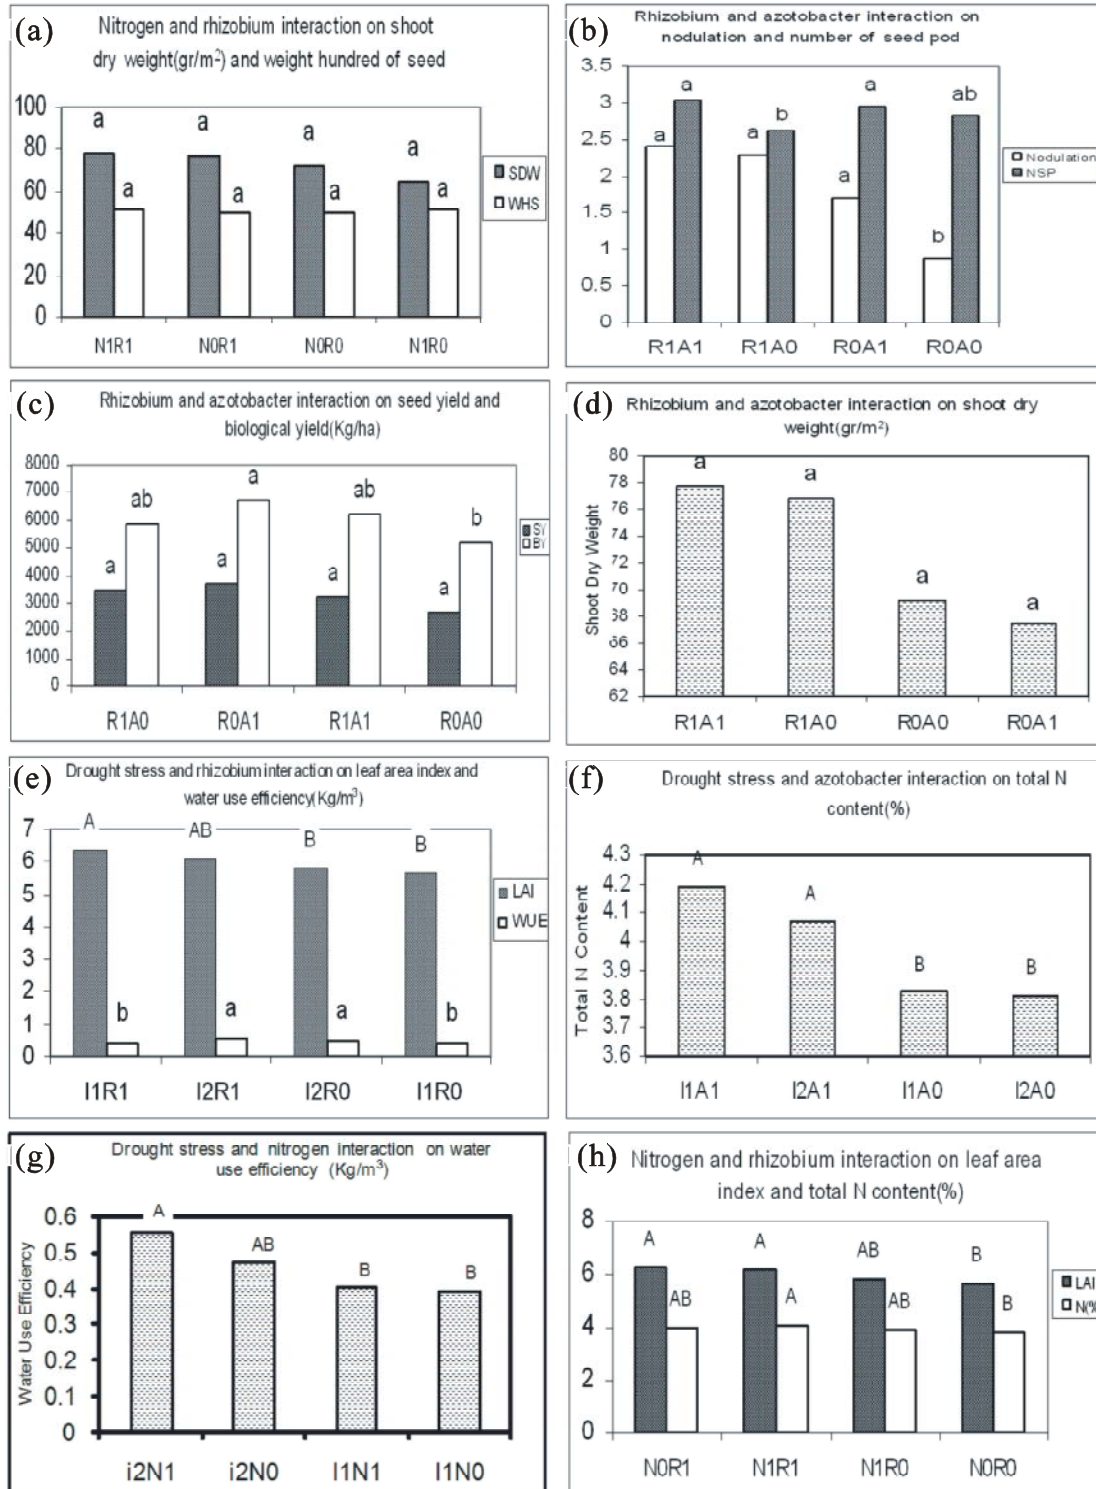 (a)
Nitrogen and rhizobium interaction on shoot
dry weight(gr/m²) and weight hundred of seed
100
80
60
40
20
0
a a a a
a a a a
N1R1 N0R1 N0R0 N1R0
SDW
WHS
(b)
Rhizobium and azotobacter interaction on
nodulation and number of seed pod
3.5
3
2.5
2
1.5
1
0.5
0
a a a b a a b ab
R1A1 R1A0 R0A1 R0A0
Nodulation
NSP
(c)
Rhizobium and azotobacter interaction on seed yield and
biological yield(Kg/ha)
8000
7000
6000
5000
4000
3000
2000
1000
0
a ab a a a ab a b
R1A0 R0A1 R1A1 R0A0
SY
BY
(d)
Rhizobium and azotobacter interaction on shoot dry
weight(gr/m²)
Shoot Dry Weight
80
78
76
74
72
70
68
66
64
62
a a a a
R1A1 R1A0 R0A0 R0A1
(e)
Drought stress and rhizobium interaction on leaf area index and
water use efficiency(Kg/m³)
7
6
5
4
3
2
1
0
A AB B B
b a a b
I1R1 I2R1 I2R0 I1R0
LAI
WUE
(f)
Drought stress and azotobacter interaction on total N
content(%)
Total N Content
4.3
4.2
4.1
4
3.9
3.8
3.7
3.6
A A B B
I1A1 I2A1 I1A0 I2A0
(g)
Drought stress and nitrogen interaction on water
use efficiency (Kg/m³)
Water Use Efficiency
0.6
0.5
0.4
0.3
0.2
0.1
0
A AB B B
i2N1 i2N0 I1N1 I1N0
(h)
Nitrogen and rhizobium interaction on leaf area
index and total N content(%)
8
6
4
2
0
A A AB B
AB A AB B
N0R1 N1R1 N1R0 N0R0
LAI
N(%